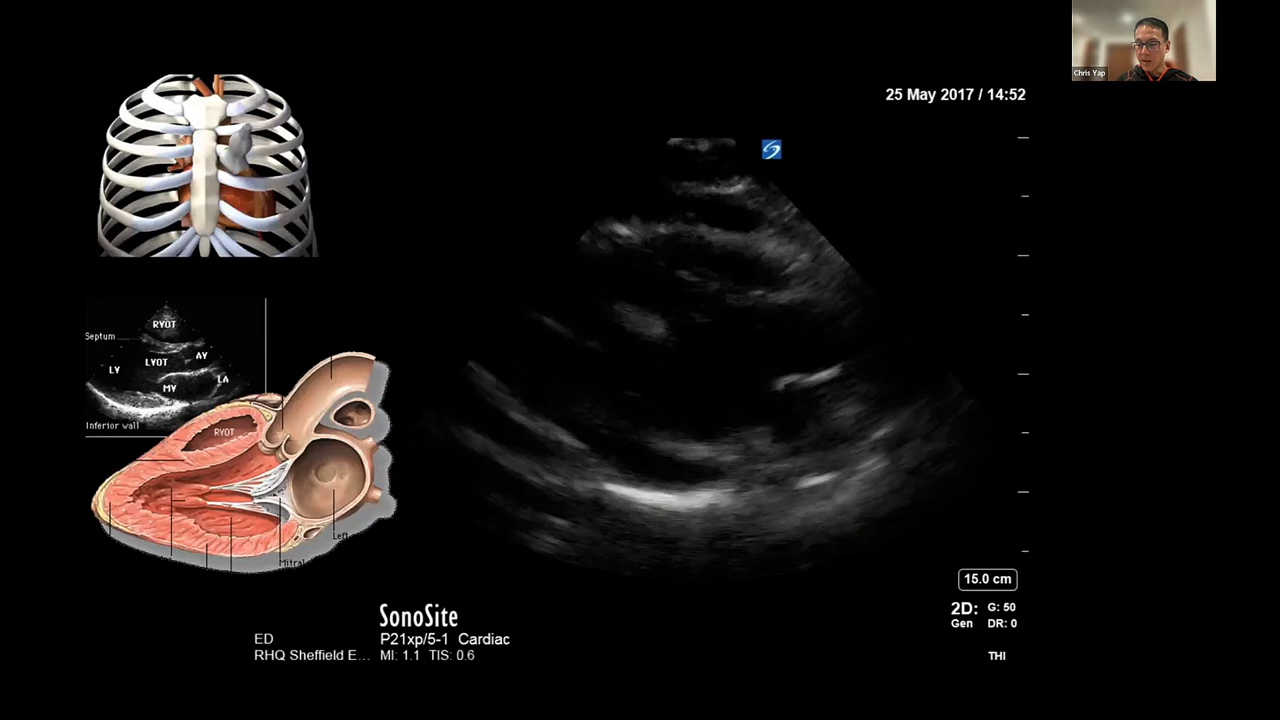 Chris Yap
25 May 2017 / 14:52
RVOT
Septum
LVOT
AV
LV
MV
LA
Inferior wall
RVOT
Left
Mitral
15.0 cm
SonoSite
2D:
G: 50
Gen
DR: 0
ED
P21xp/5-1 Cardiac
RHQ Sheffield E...
MI: 1.1 TIS: 0.6
THI